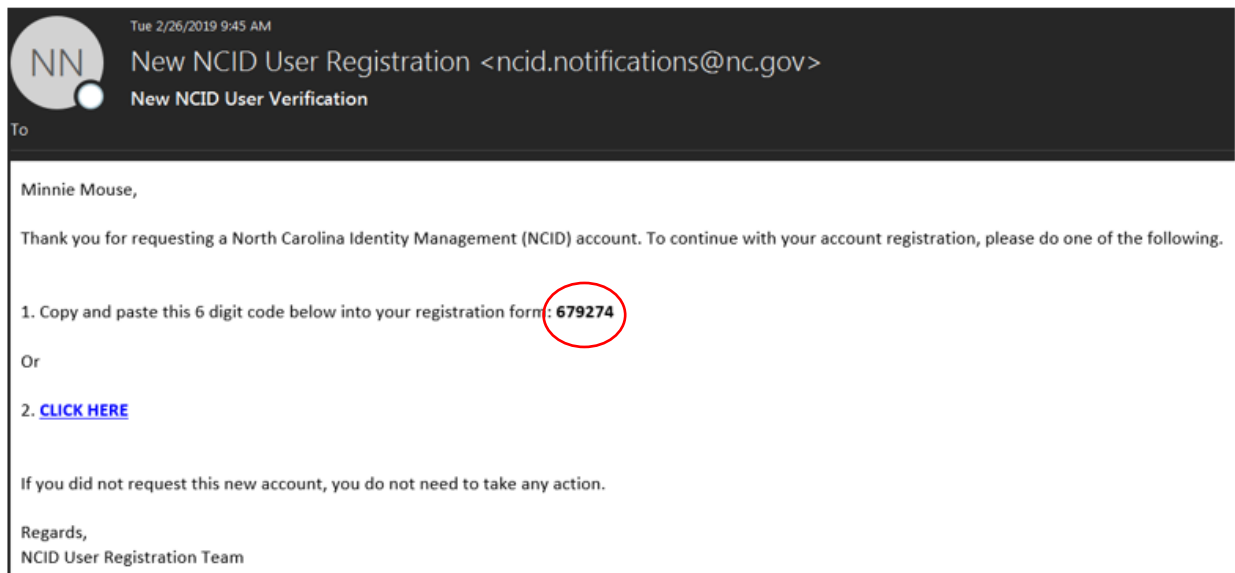 Tue 2/26/2019 9:45 AM
NN
New NCID User Registration <ncid.notifications@nc.gov>
New NCID User Verification
To
Minnie Mouse,
Thank you for requesting a North Carolina Identity Management (NCID) account. To continue with your account registration, please do one of the following.
1. Copy and paste this 6 digit code below into your registration form: 679274
Or
2. CLICK HERE
If you did not request this new account, you do not need to take any action.
Regards,
NCID User Registration Team